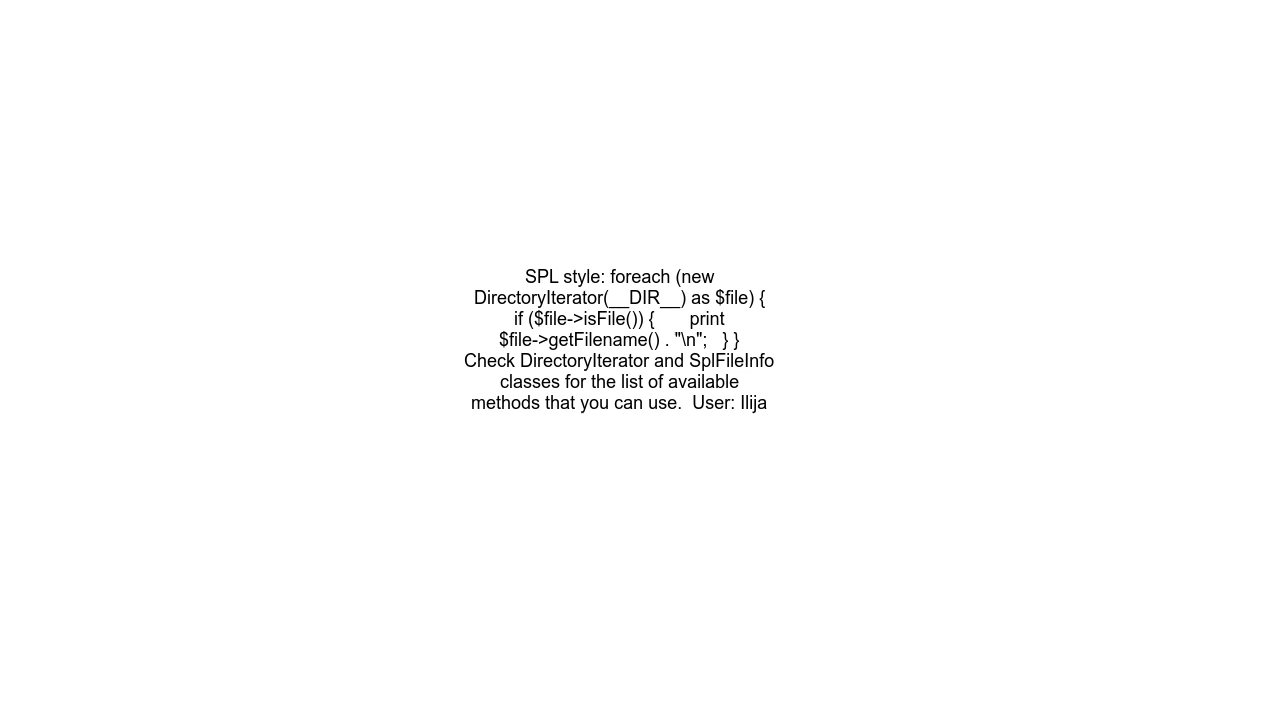 SPL style: foreach (new
DirectoryIterator(__DIR__) as $file) {
if ($file->isFile()) {       print
$file->getFilename() . "\n";   } }
Check DirectoryIterator and SplFileInfo
classes for the list of available
methods that you can use.  User: Ilija